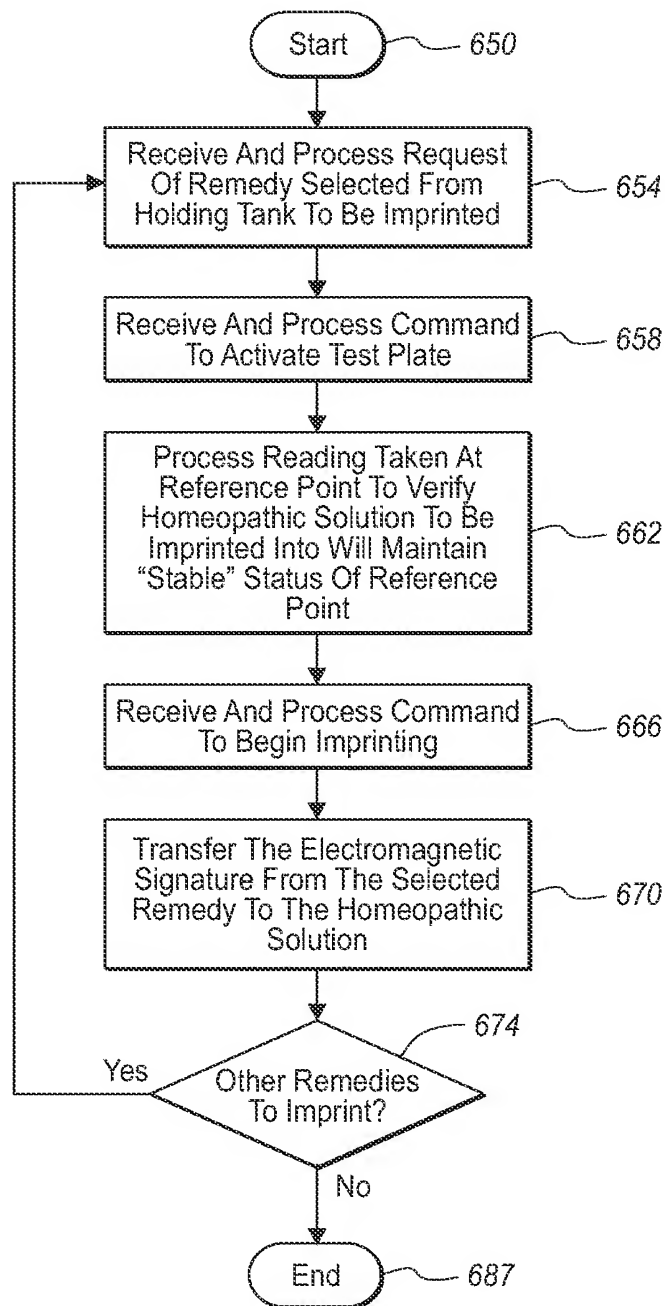 Start
650
Receive And Process Request
Of Remedy Selected From
Holding Tank To Be Imprinted
654
Receive And Process Command
To Activate Test Plate
658
Process Reading Taken At
Reference Point To Verify
Homeopathic Solution To Be
Imprinted Into Will Maintain
“Stable” Status Of Reference
Point
662
Receive And Process Command
To Begin Imprinting
666
Transfer The Electromagnetic
Signature From The Selected
Remedy To The Homeopathic
Solution
670
674
Yes
Other Remedies
To Imprint?
No
End
687